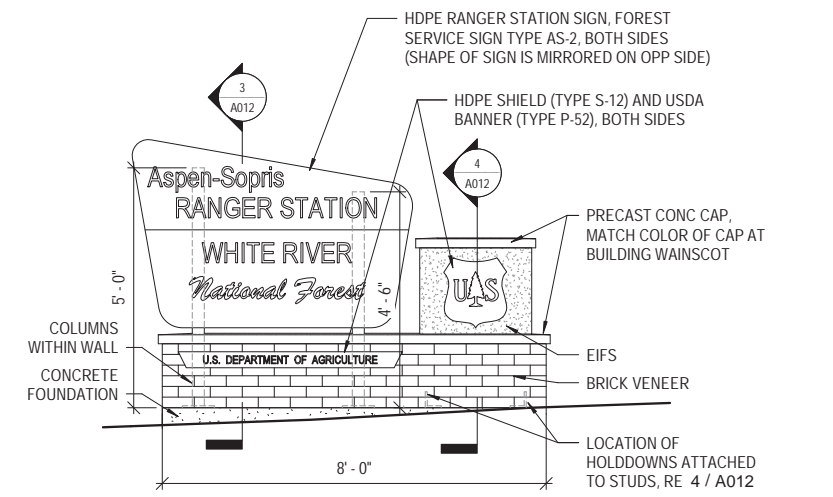 HDPE RANGER STATION SIGN, FOREST
SERVICE SIGN TYPE AS-2, BOTH SIDES
(SHAPE OF SIGN IS MIRRORED ON OPP SIDE)
3
A012
HDPE SHIELD (TYPE S-12) AND USDA
BANNER (TYPE P-52), BOTH SIDES
4
A012
Aspen-Sopris
RANGER STATION
WHITE RIVER
National Forest
PRECAST CONC CAP,
MATCH COLOR OF CAP AT
BUILDING WAINSCOT
5' - 0"
4' - 6"
U S
COLUMNS
WITHIN WALL
U.S. DEPARTMENT OF AGRICULTURE
EIFS
BRICK VENEER
CONCRETE
FOUNDATION
LOCATION OF
HOLDDOWNS ATTACHED
TO STUDS, RE 4 / A012
8' - 0"